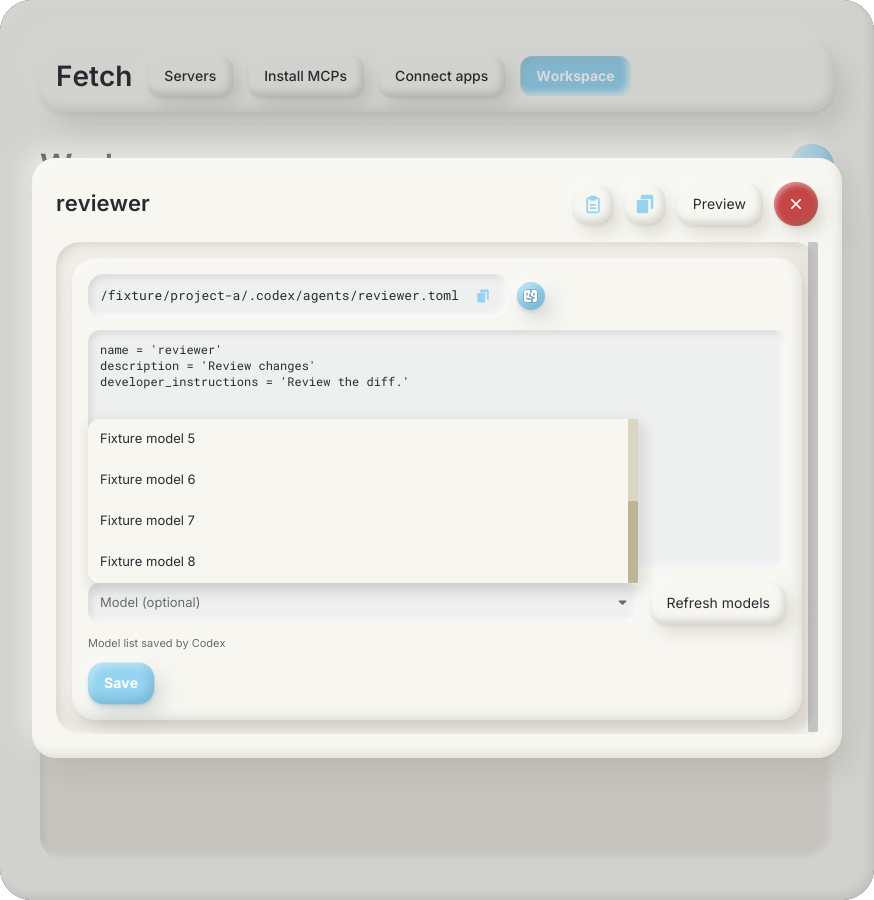 Fetch
Servers
Install MCPs
Connect apps
Workspace
reviewer
Preview
/fixture/project-a/.codex/agents/reviewer.toml
name = 'reviewer'
description = 'Review changes'
developer_instructions = 'Review the diff.'
Fixture model 5
Fixture model 6
Fixture model 7
Fixture model 8
Model (optional)
Refresh models
Model list saved by Codex
Save